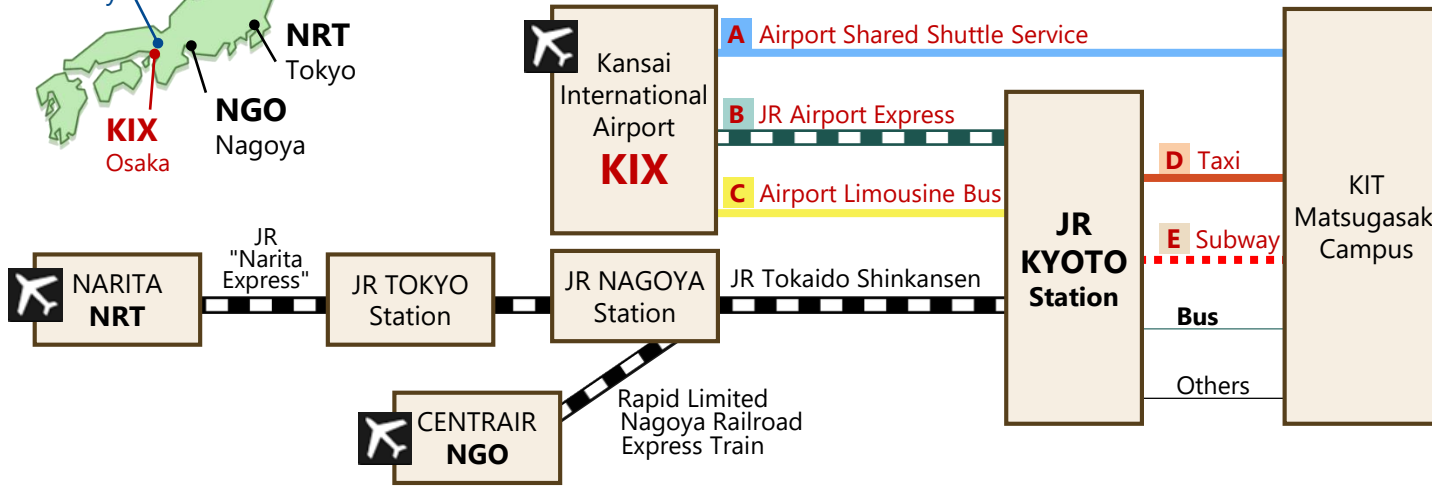 NRT
Tokyo
NGO
Nagoya
KIX
Osaka
Kansai
International
Airport
KIX
A Airport Shared Shuttle Service
B JR Airport Express
C Airport Limousine Bus
JR
KYOTO
Station
D Taxi
E Subway
Bus
Others
KIT
Matsugasak
Campus
NARITA
NRT
JR
"Narita
Express"
JR TOKYO
Station
JR NAGOYA
Station
JR Tokaido Shinkansen
CENTRAIR
NGO
Rapid Limited
Nagoya Railroad
Express Train